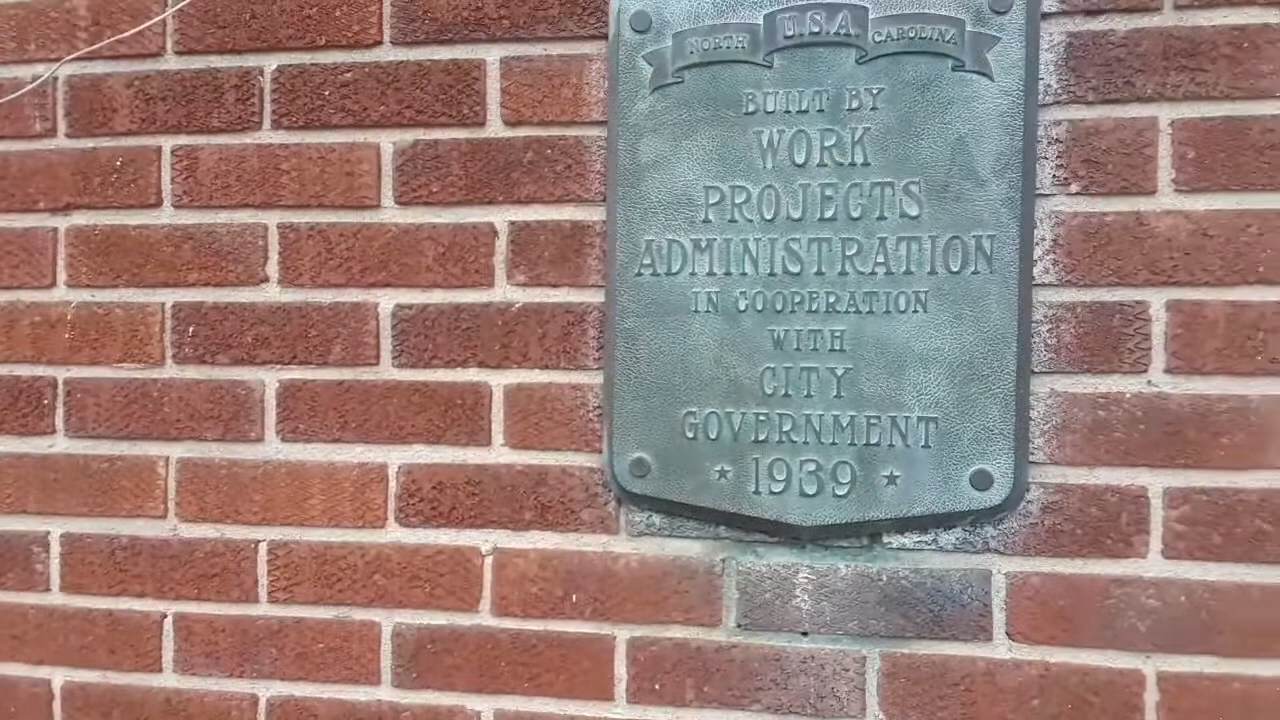 NORTH U.S.A. CAROLINA
BUILT BY
WORK
PROJECTS
ADMINISTRATION
IN COOPERATION
WITH
CITY
GOVERNMENT
★ 1939 ★